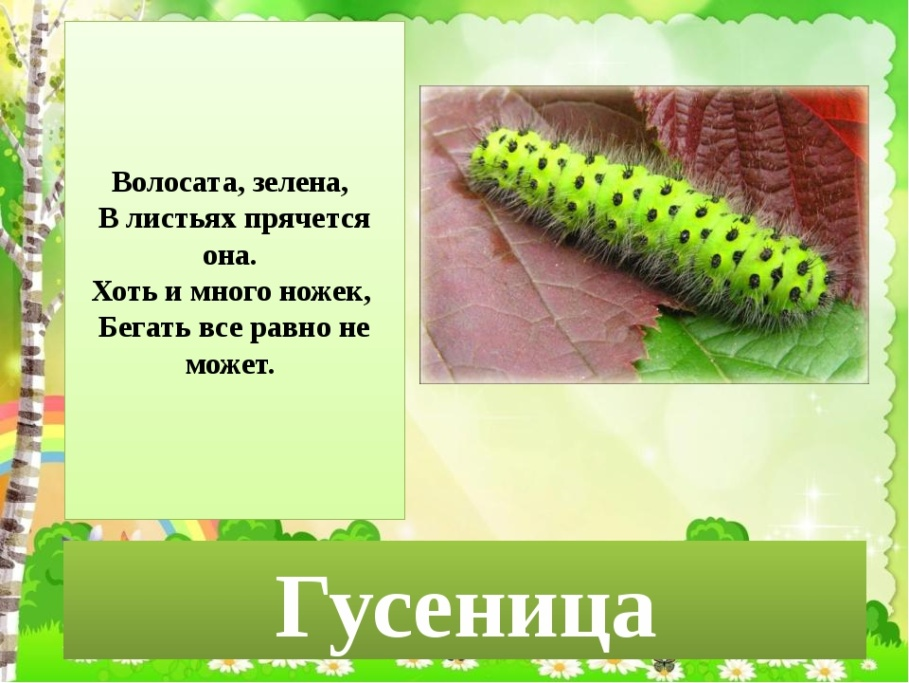 Волосата, зелена,
В листьях прячется
она.
Хоть и много ножек,
Бегать все равно не
может.
Гусеница